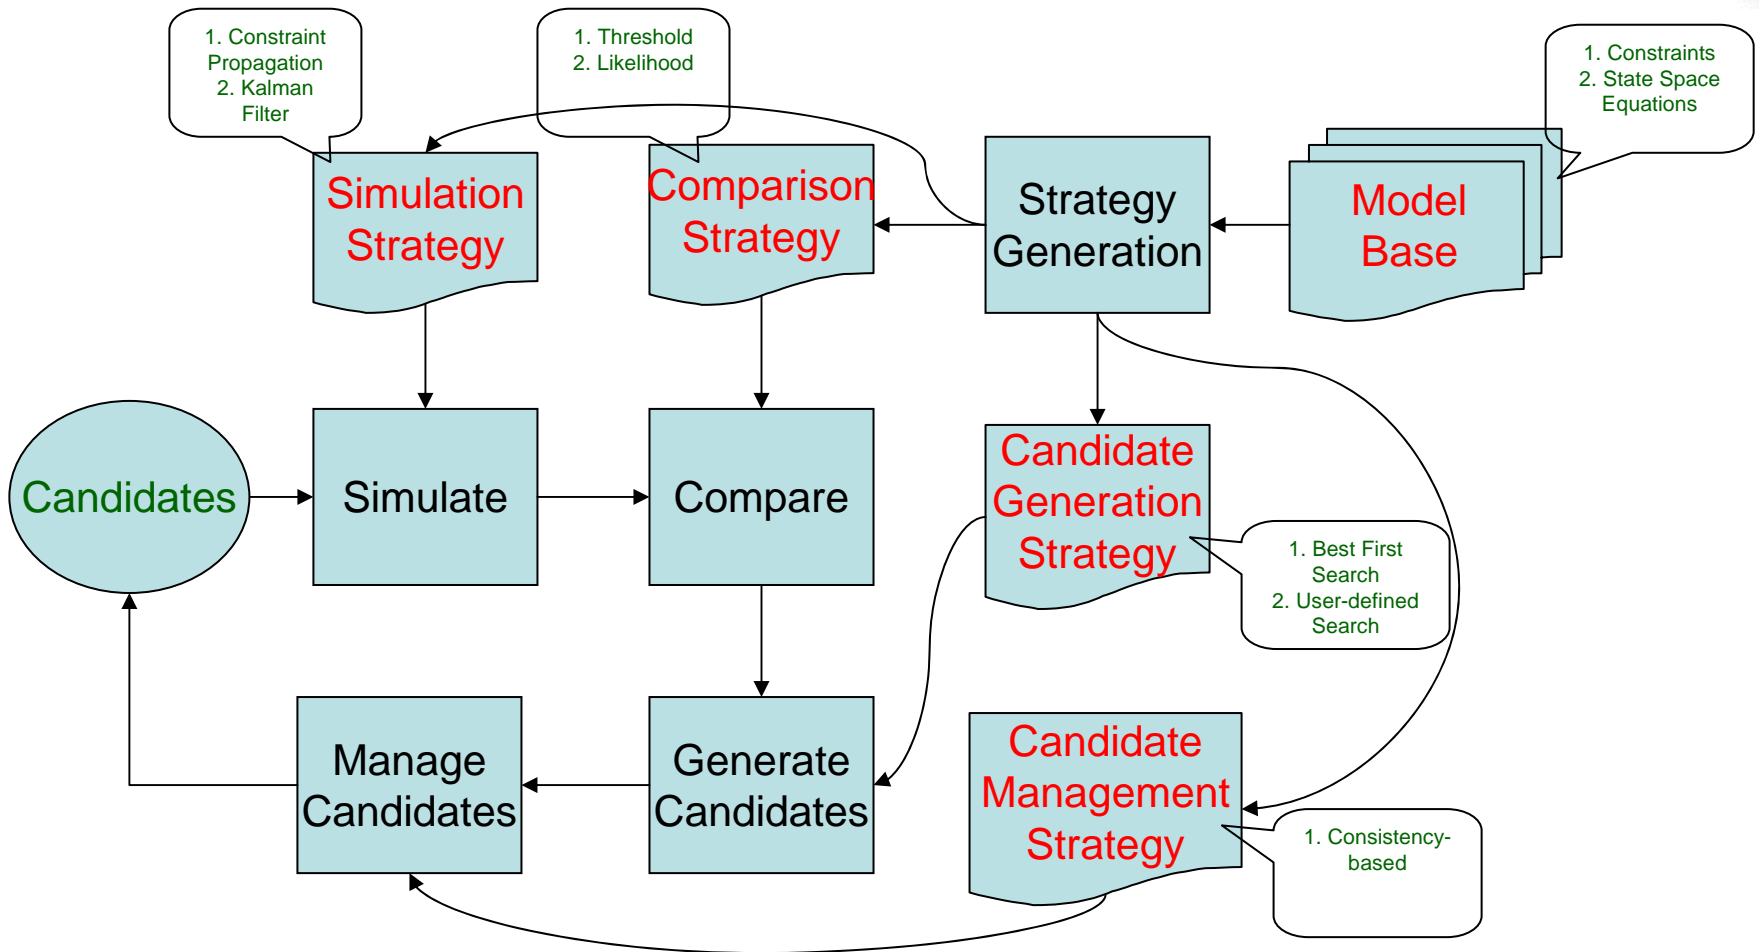 1. Constraint
Propagation
2. Kalman
Filter
1. Threshold
2. Likelihood
1. Constraints
2. State Space
Equations
Simulation
Strategy
Comparison
Strategy
Strategy
Generation
Model
Base
Candidates
Simulate
Compare
Candidate
Generation
Strategy
1. Best First
Search
2. User-defined
Search
Manage
Candidates
Generate
Candidates
Candidate
Management
Strategy
1. Consistency-
based